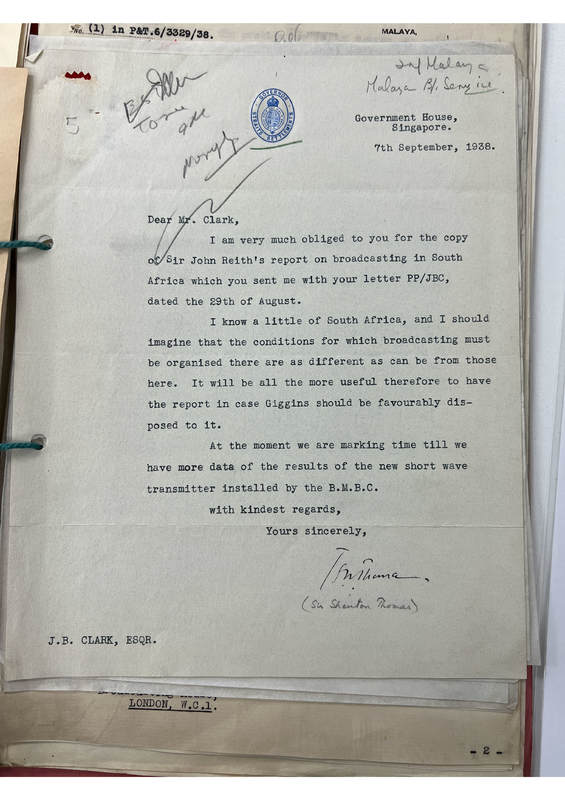 No. (1) in P&T.6/3329/38.
MALAYA,
Malaya
Malaya
5
To see
GOVERNOR
STRAITS SETTLEMENTS
Government House,
Singapore.
7th September, 1938.
Dear Mr. Clark,
I am very much obliged to you for the copy
of Sir John Reith's report on broadcasting in South
Africa which you sent me with your letter PP/JBC,
dated the 29th of August.
I know a little of South Africa, and I should
imagine that the conditions for which broadcasting must
be organised there are as different as can be from those
here. It will be all the more useful therefore to have
the report in case Giggins should be favourably dis-
posed to it.
At the moment we are marking time till we
have more data of the results of the new short wave
transmitter installed by the B.M.B.C.
with kindest regards,
Yours sincerely,
(Sir Shenton Thomas)
J.B. CLARK, ESQR.
LONDON, W.C.1.
- 2 -